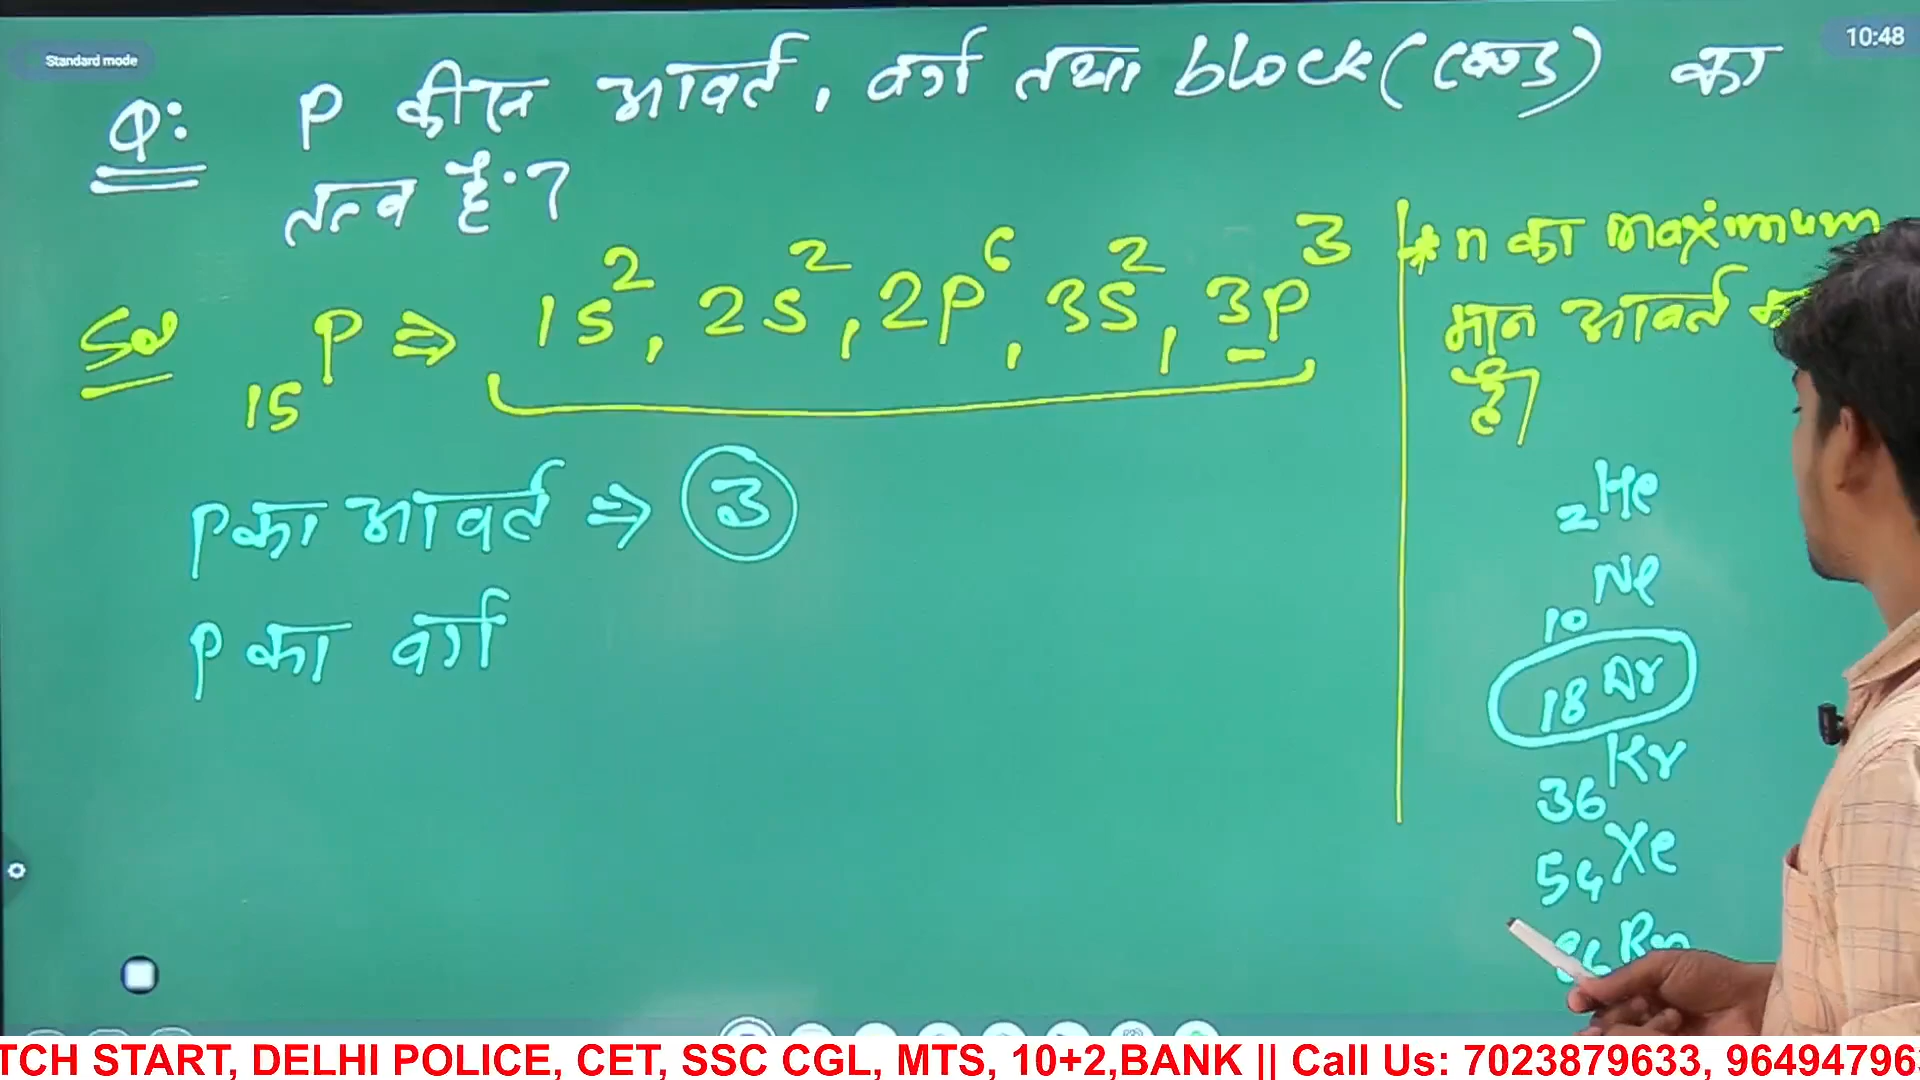 Standard mode
10:48
Q: P कौन आवर्त, वर्ग तथा block (खण्ड) का
तत्व है?
Sol 15P ⇒ 1s², 2s², 2p⁶, 3s², 3p³
P का आवर्त ⇒ 3
P का वर्ग
* n का maximum
मान आवर्त
है।
2He
10Ne
18Ar
36Kr
54Xe
86Rn
TCH START, DELHI POLICE, CET, SSC CGL, MTS, 10+2,BANK || Call Us: 7023879633, 96494796